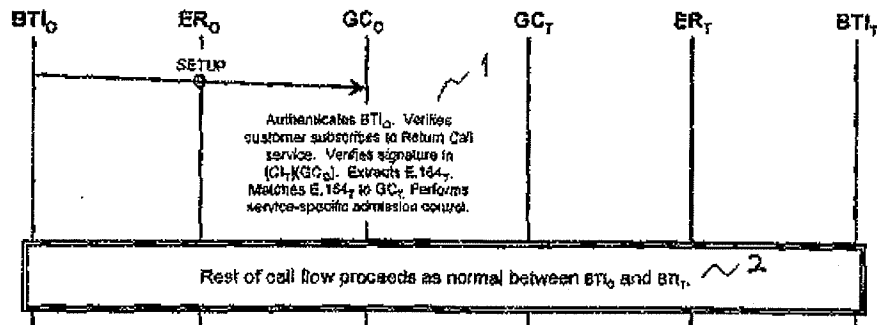 BTI_O ER_O GC_O GC_T ER_T BTI_T
SETUP
1
Authenticates BTI_O. Verifies
customer subscribes to Return Call
service. Verifies signature in
[CI_T](GC_O). Extracts E.164_T.
Matches E.164_T to GC_T. Performs
service-specific admission control.
Rest of call flow proceeds as normal between BTI_O and BTI_T. 2